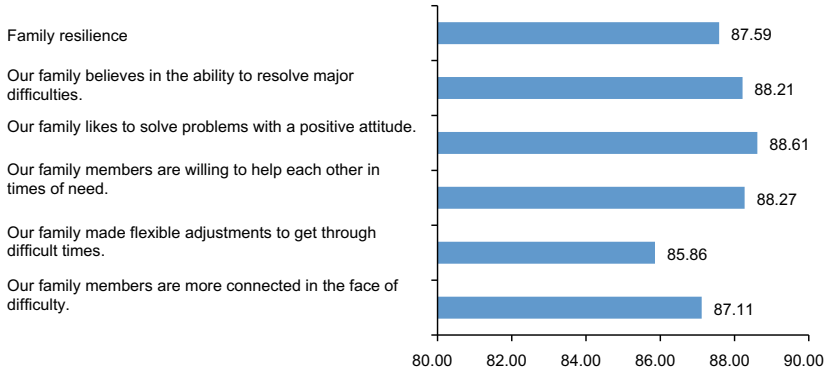 Family resilience
87.59
Our family believes in the ability to resolve major
difficulties.
88.21
Our family likes to solve problems with a positive attitude.
88.61
Our family members are willing to help each other in
times of need.
88.27
Our family made flexible adjustments to get through
difficult times.
85.86
Our family members are more connected in the face of
difficulty.
87.11
80.00 82.00 84.00 86.00 88.00 90.00